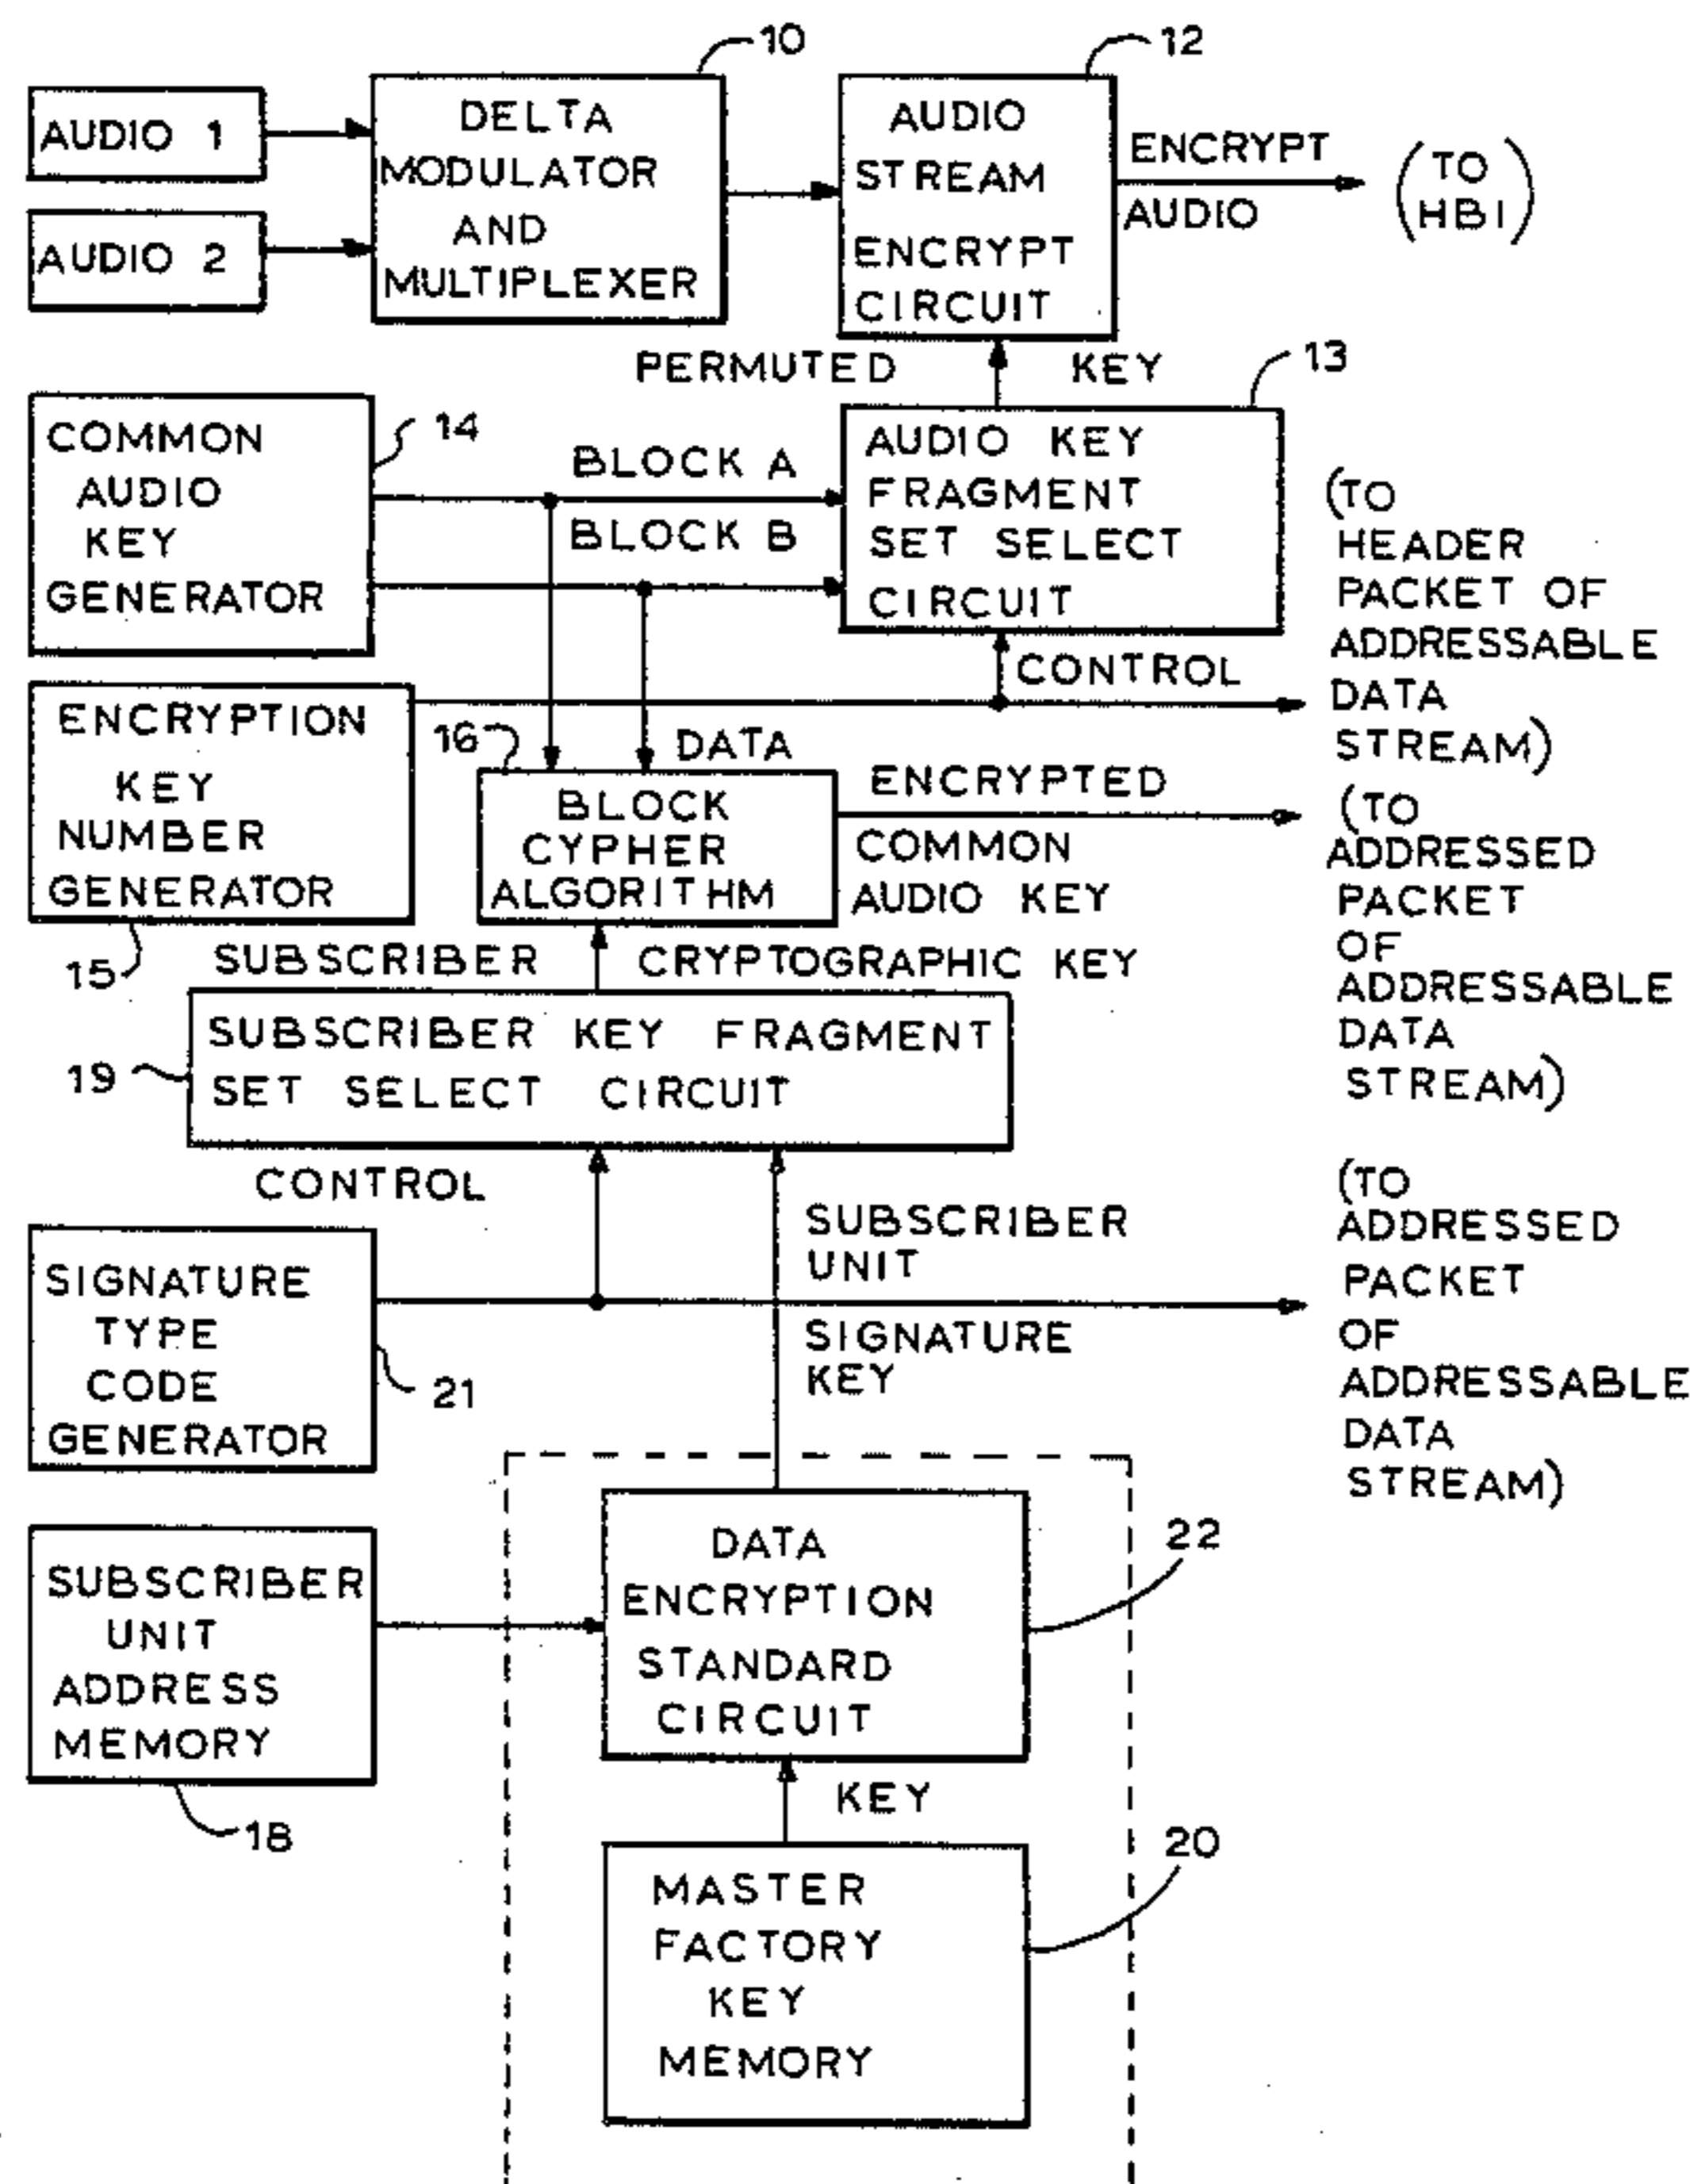 10
12
AUDIO 1
AUDIO 2
DELTA
MODULATOR
AND
MULTIPLEXER
AUDIO
STREAM
ENCRYPT
CIRCUIT
ENCRYPT
AUDIO
(TO
HBI)
PERMUTED KEY
13
COMMON
AUDIO
KEY
GENERATOR
14
BLOCK A
BLOCK B
AUDIO KEY
FRAGMENT
SET SELECT
CIRCUIT
(TO
HEADER
PACKET OF
ADDRESSABLE
DATA
STREAM)
CONTROL
ENCRYPTION
KEY
NUMBER
GENERATOR
15
16
DATA
BLOCK
CYPHER
ALGORITHM
ENCRYPTED
COMMON
AUDIO KEY
(TO
ADDRESSED
PACKET
OF
ADDRESSABLE
DATA
STREAM)
SUBSCRIBER CRYPTOGRAPHIC KEY
19
SUBSCRIBER KEY FRAGMENT
SET SELECT CIRCUIT
CONTROL
SUBSCRIBER
UNIT
SIGNATURE
KEY
(TO
ADDRESSED
PACKET
OF
ADDRESSABLE
DATA
STREAM)
SIGNATURE
TYPE
CODE
GENERATOR
21
SUBSCRIBER
UNIT
ADDRESS
MEMORY
18
DATA
ENCRYPTION
STANDARD
CIRCUIT
22
KEY
MASTER
FACTORY
KEY
MEMORY
20